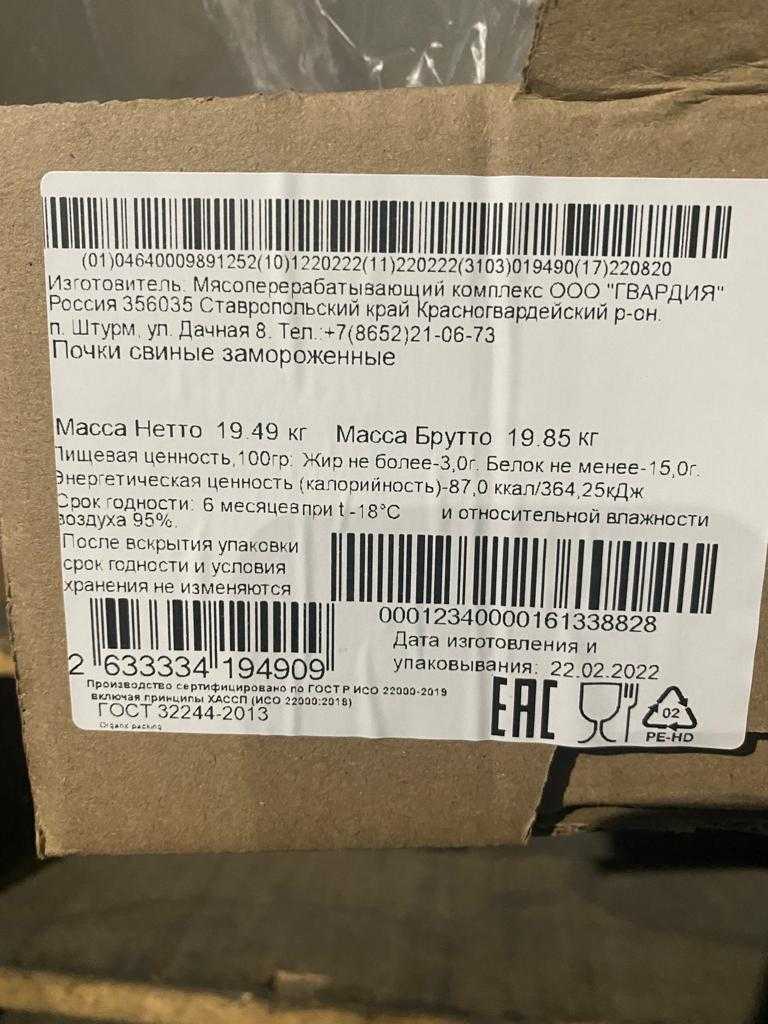 (01)04640009891252(10)1220222(11)220222(3103)019490(17)220820
Изготовитель: Мясоперерабатывающий комплекс ООО "ГВАРДИЯ"
Россия 356035 Ставропольский край Красногвардейский р-он.
п. Штурм, ул. Дачная 8. Тел.:+7(8652)21-06-73
Почки свиные замороженные
Масса Нетто 19.49 кг Масса Брутто 19.85 кг
Пищевая ценность,100гр: Жир не более-3,0г. Белок не менее-15,0г.
Энергетическая ценность (калорийность)-87,0 ккал/364,25кДж
Срок годности: 6 месяцев при t -18°C и относительной влажности
воздуха 95%.
После вскрытия упаковки
срок годности и условия
хранения не изменяются
00012340000161338828
Дата изготовления и
упаковывания: 22.02.2022
2 633334 194909
Производство сертифицировано по ГОСТ Р ИСО 22000-2019
включая принципы ХАССП (ИСО 22000:2018)
ГОСТ 32244-2013
Organx packing
EAC
02
PE-HD